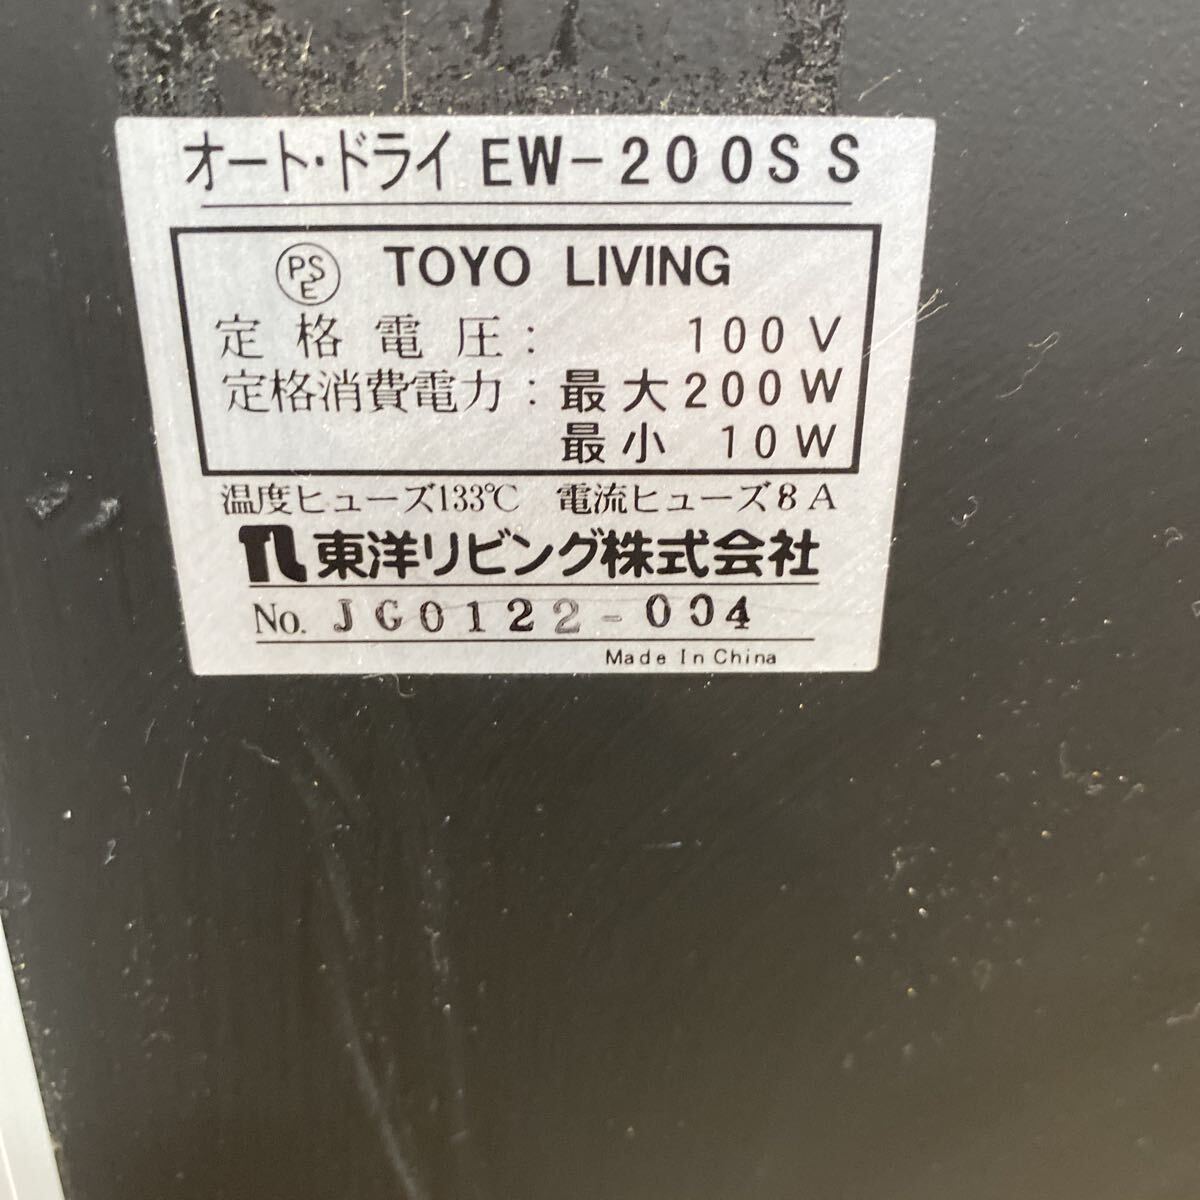 オート・ドライ EW-200SS
PSE TOYO LIVING
定格電圧: 100V
定格消費電力: 最大200W
最小 10W
温度ヒューズ133℃ 電流ヒューズ8A
TL東洋リビング株式会社
No. JG0122-004
Made In China